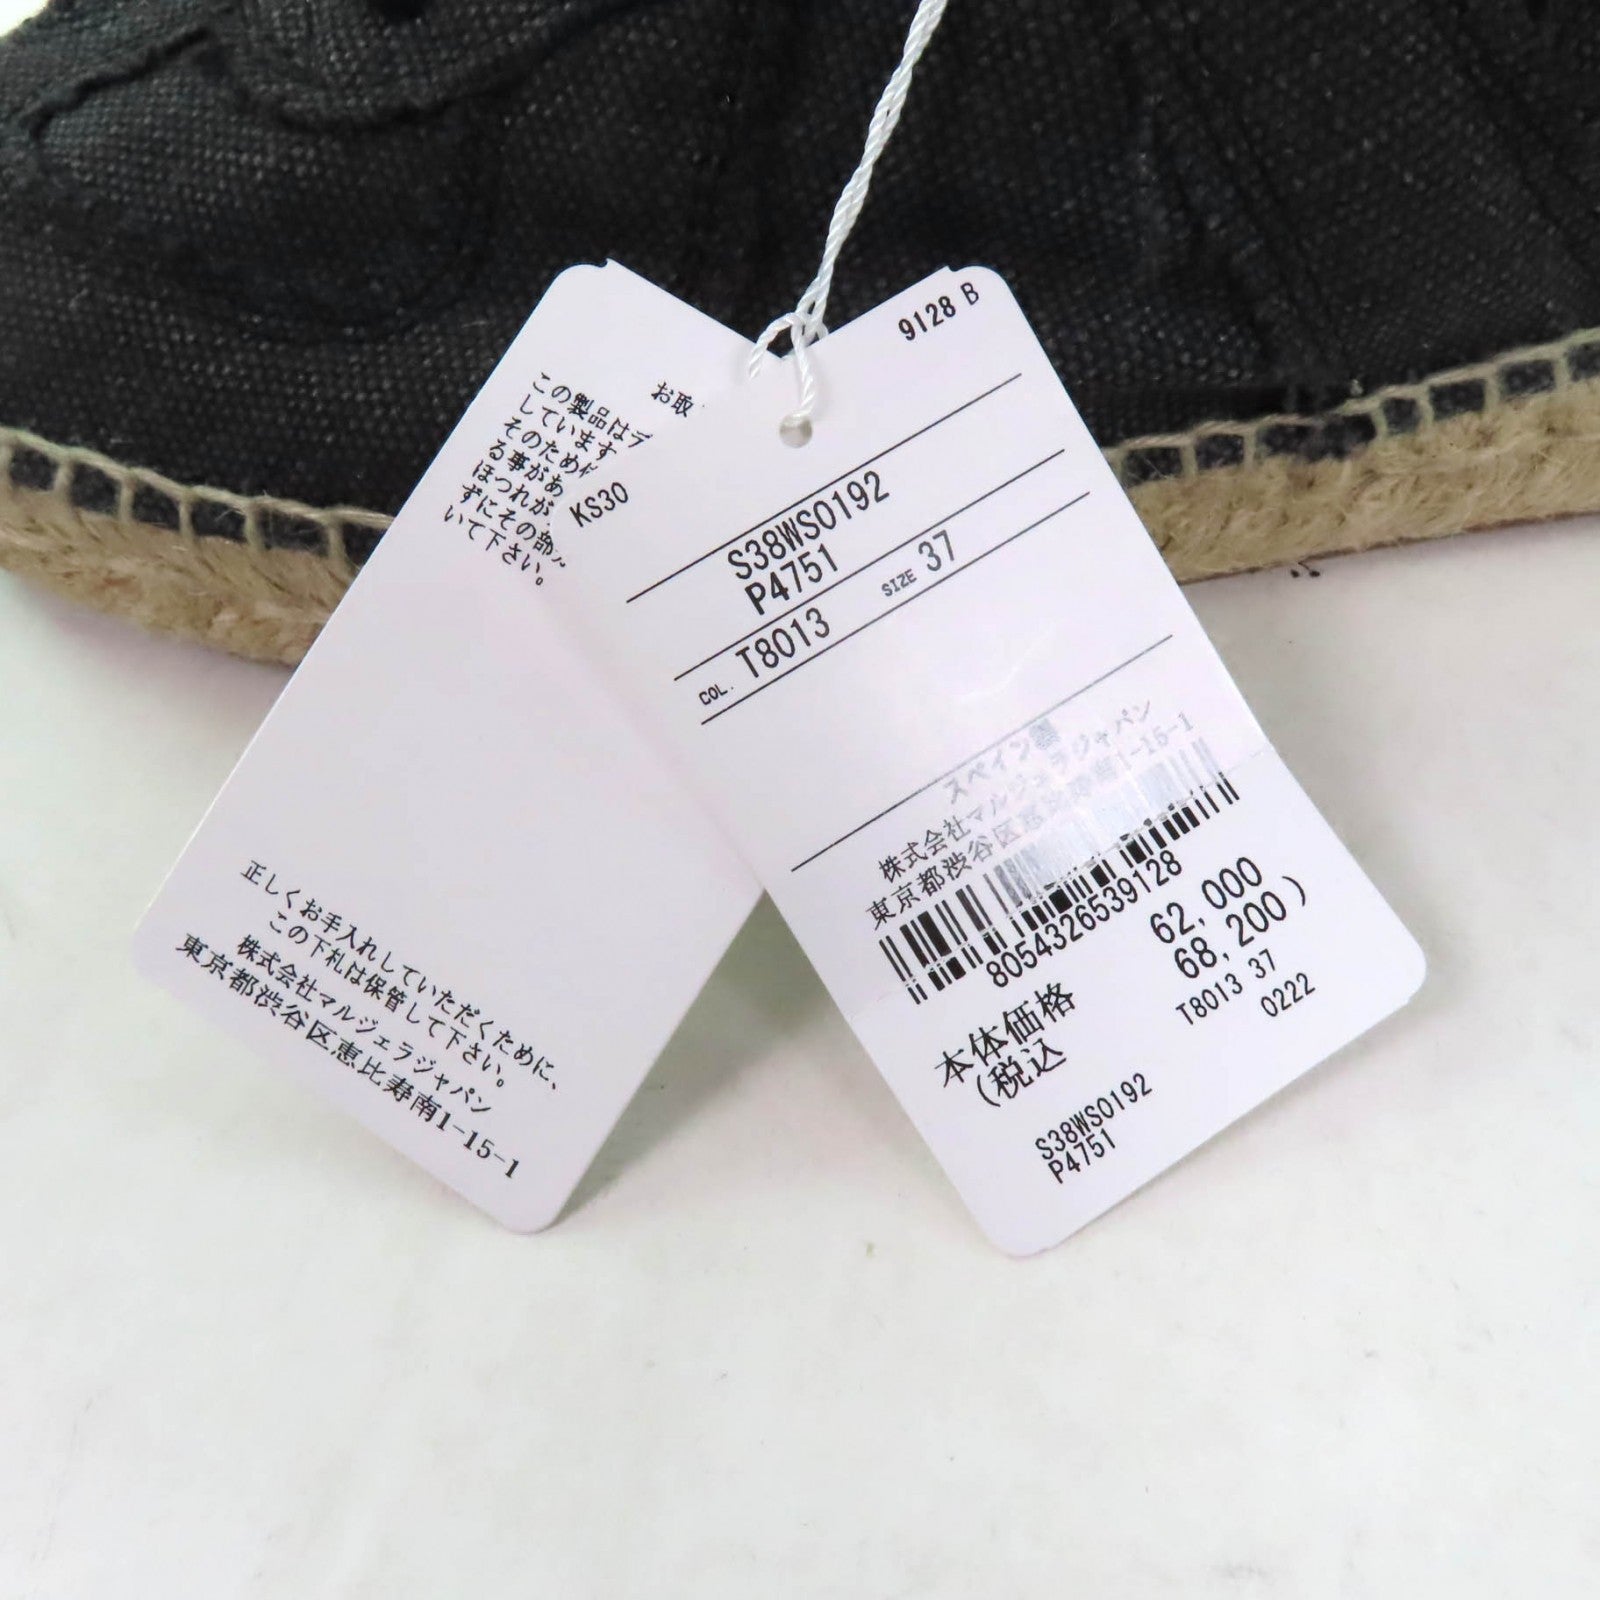 お取
この製品はデ
しています
そのために
る事があ
ほつれが
ずにその部
いて下さい。
KS30
正しくお手入れしていただくために、
この下札は保管して下さい。
株式会社マルジェラジャパン
東京都渋谷区恵比寿南1-15-1
9128 B
S38WS0192
P4751
COL. T8013 SIZE 37
スペイン製
株式会社マルジェラジャパン
東京都渋谷区恵比寿南1-15-1
8054326539128
本体価格 62,000
(税込 68,200)
T8013 37
0222
S38WS0192
P4751